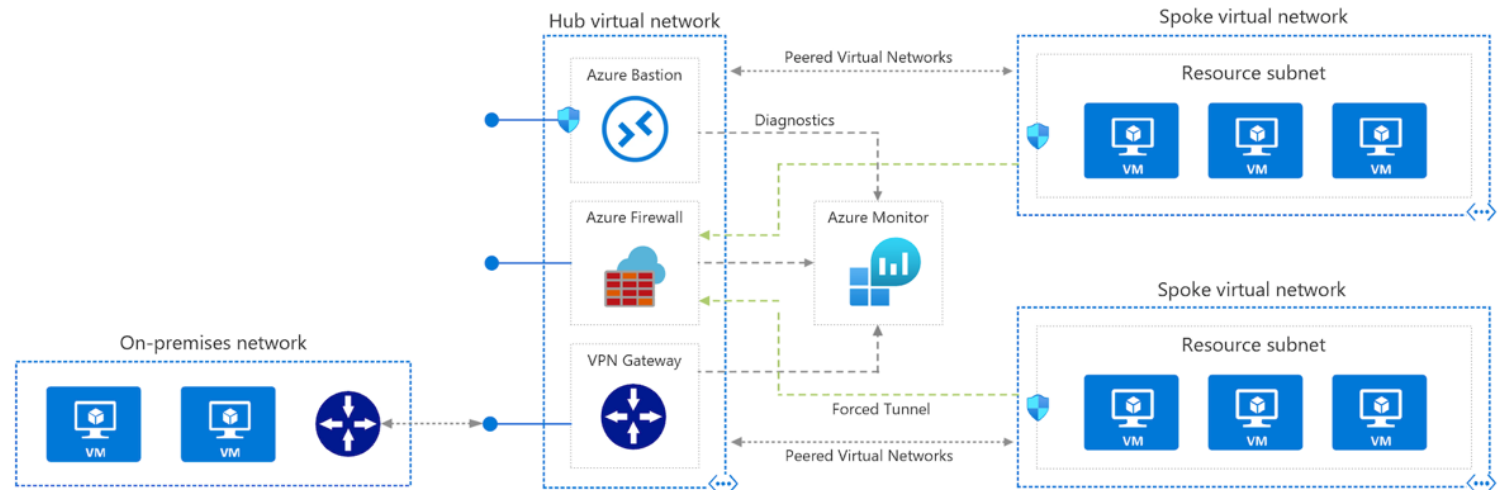 Hub virtual network
Spoke virtual network
Azure Bastion
Peered Virtual Networks
Resource subnet
Diagnostics
VM
VM
VM
Azure Firewall
Azure Monitor
Spoke virtual network
On-premises network
Resource subnet
VPN Gateway
Forced Tunnel
VM
VM
VM
VM
VM
Peered Virtual Networks